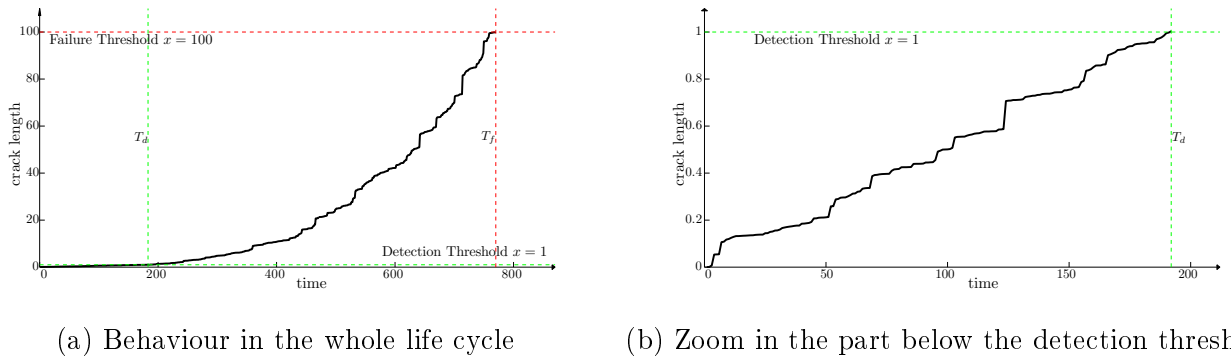 100
Failure Threshold x = 100
80
60
T_d
T_f
crack length
40
20
Detection Threshold x = 1
0
0 200 400 600 800
time
(a) Behaviour in the whole life cycle
1
Detection Threshold x = 1
0.8
0.6
T_d
crack length
0.4
0.2
0
0 50 100 150 200
time
(b) Zoom in the part below the detection thresh